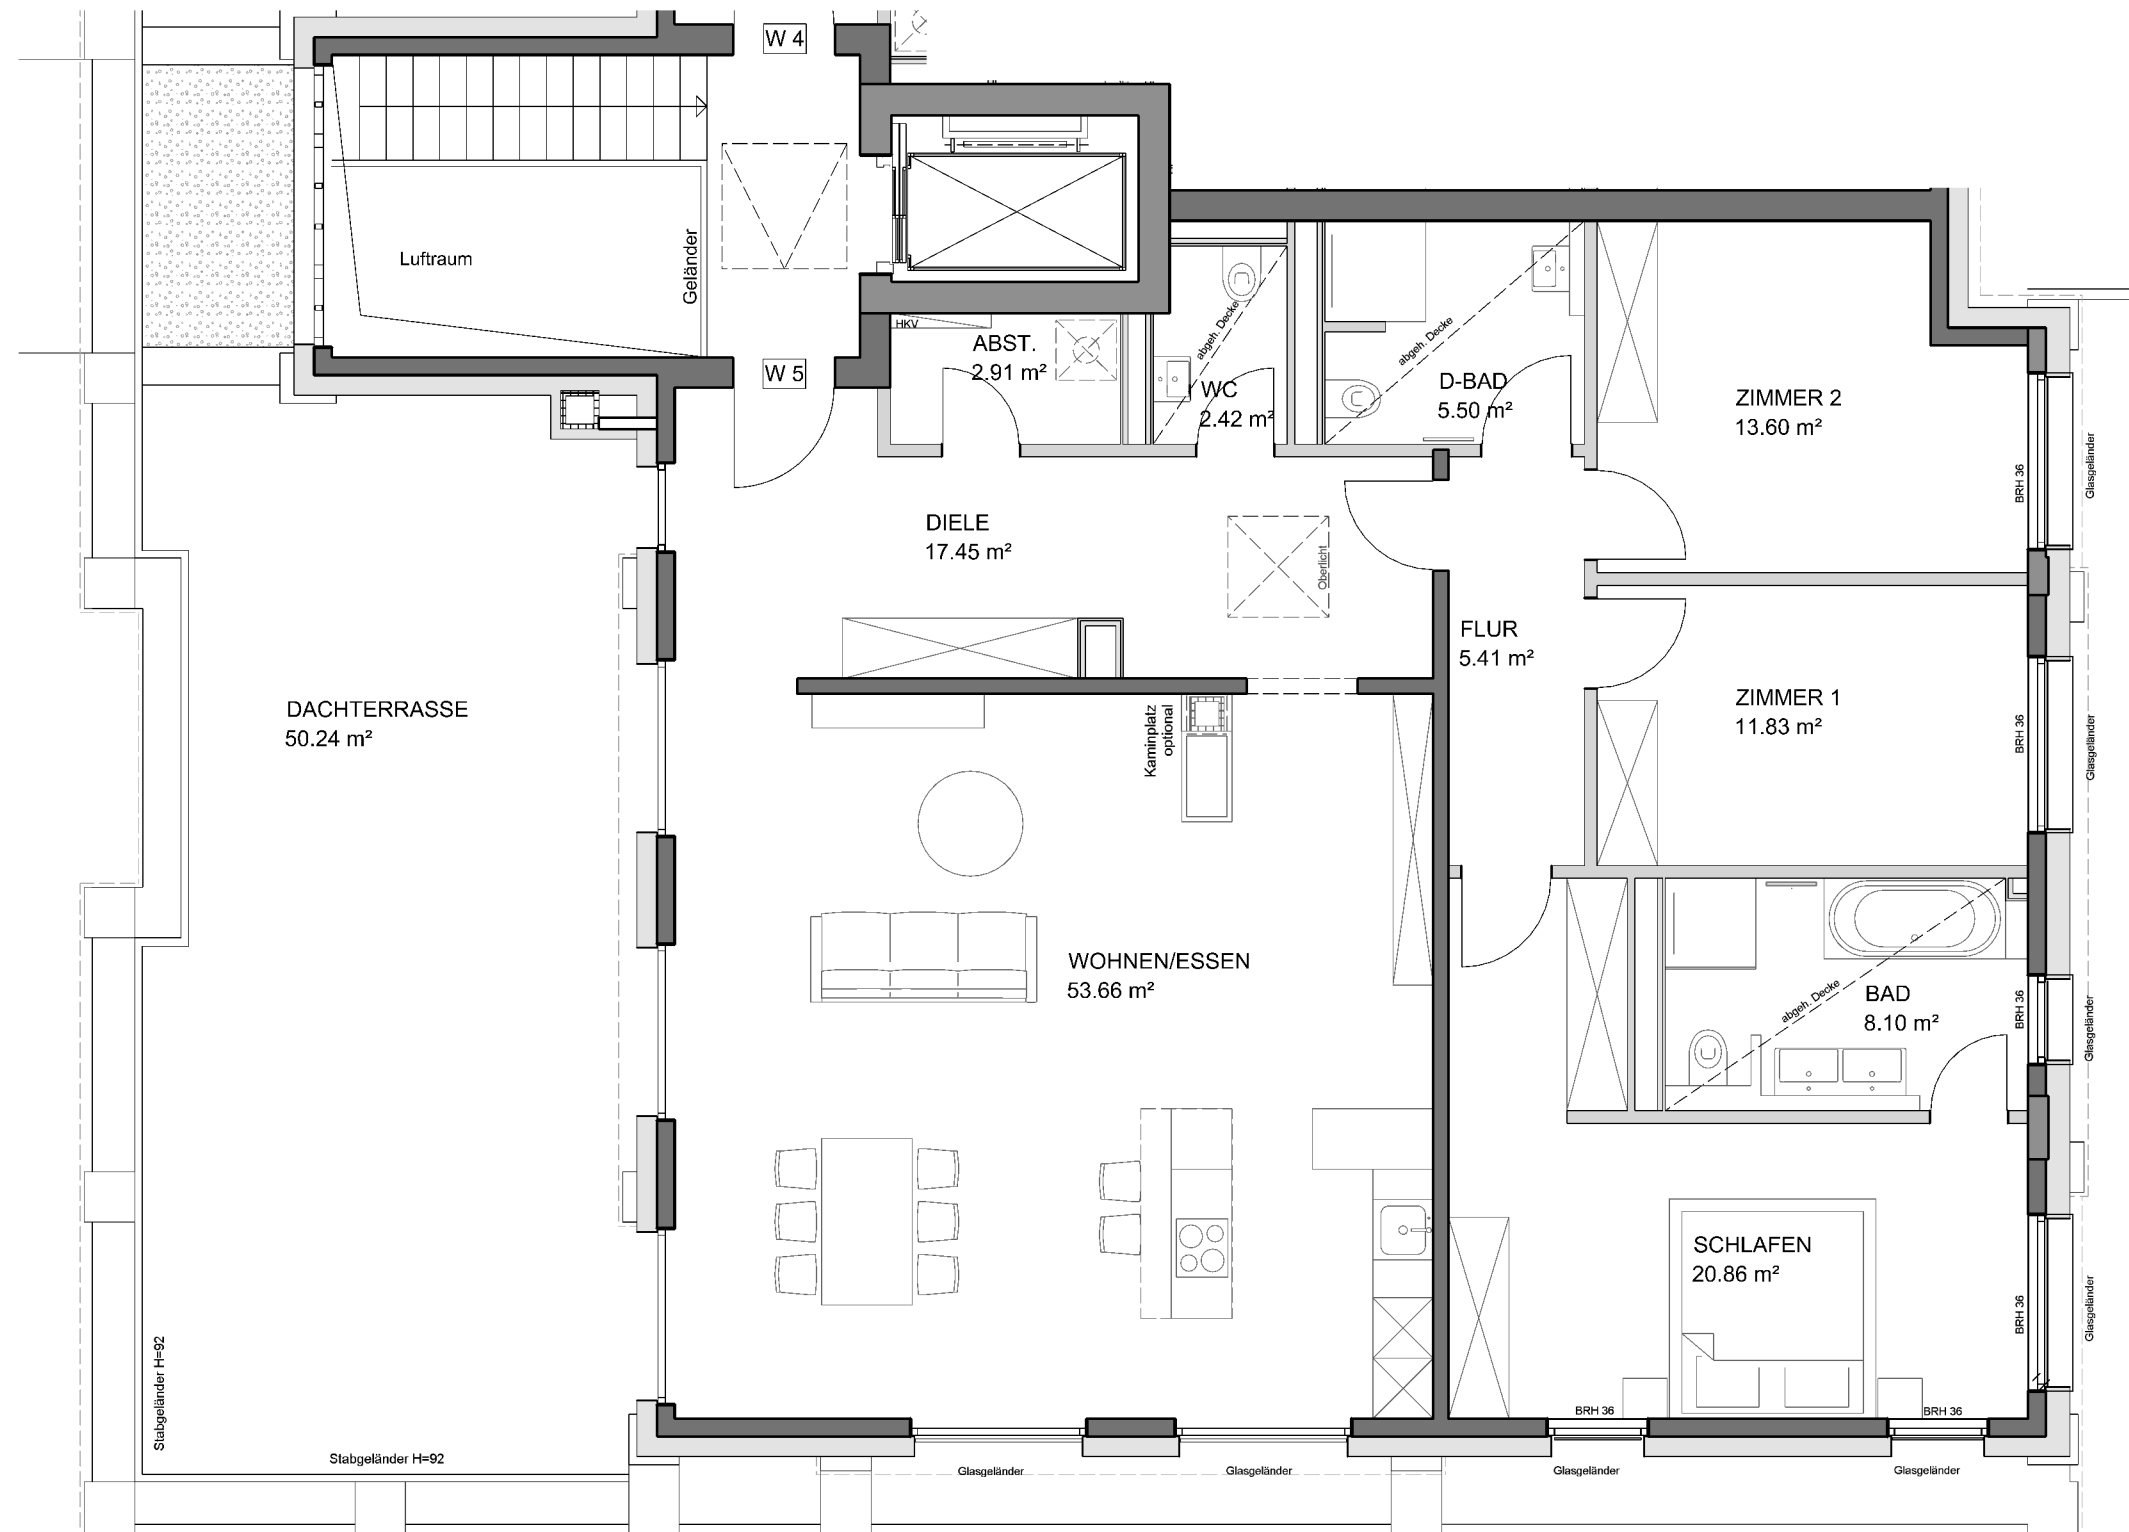 W 4
Luftraum
Geländer
HKV
ABST.
2.91 m²
W 5
abgeh. Decke
WC
2.42 m²
abgeh. Decke
D-BAD
5.50 m²
ZIMMER 2
13.60 m²
BRH 36
Glasgeländer
DIELE
17.45 m²
Oberlicht
FLUR
5.41 m²
ZIMMER 1
11.83 m²
BRH 36
Glasgeländer
DACHTERRASSE
50.24 m²
Kaminplatz
optional
WOHNEN/ESSEN
53.66 m²
abgeh. Decke
BAD
8.10 m²
BRH 36
Glasgeländer
SCHLAFEN
20.86 m²
BRH 36
Glasgeländer
Stabgeländer H=92
Stabgeländer H=92
BRH 36
BRH 36
Glasgeländer
Glasgeländer
Glasgeländer
Glasgeländer